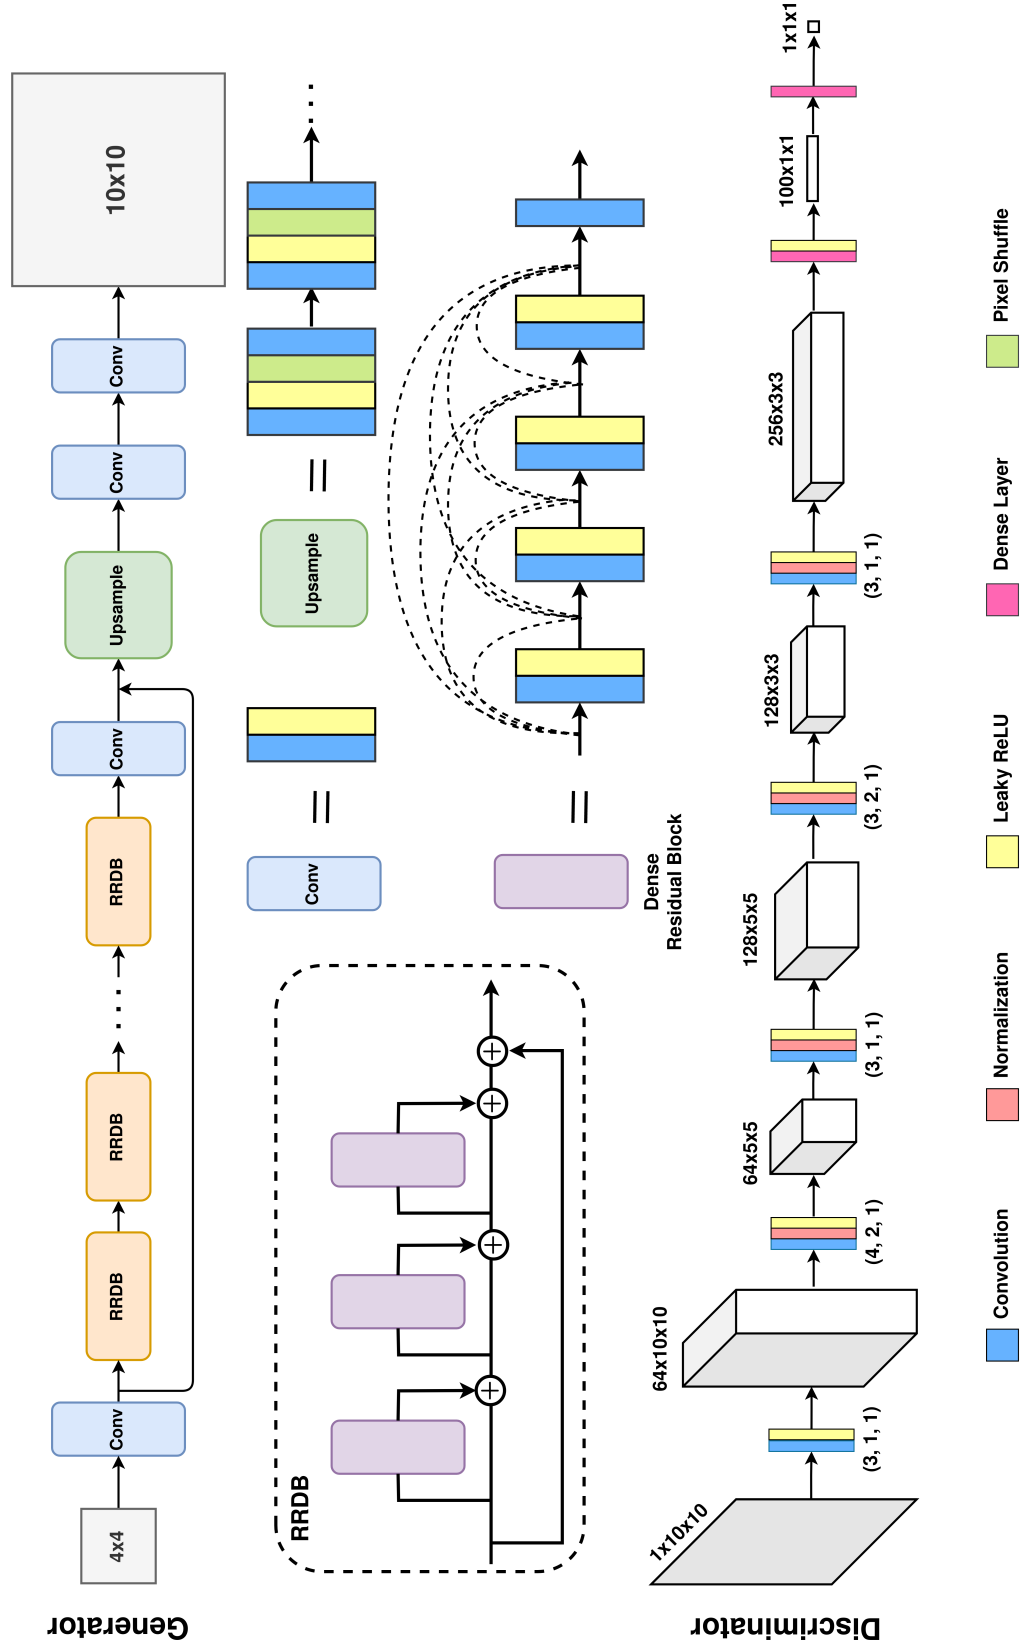 Generator
4x4
Conv
RRDB
RRDB
. . .
RRDB
Conv
Upsample
Conv
Conv
10x10
RRDB
Conv
=
Upsample
=
. . .
Dense
Residual Block
=
Discriminator
1x10x10
(3, 1, 1)
64x10x10
(4, 2, 1)
64x5x5
(3, 1, 1)
128x5x5
(3, 2, 1)
128x3x3
(3, 1, 1)
256x3x3
100x1x1
1x1x1
Convolution
Normalization
Leaky ReLU
Dense Layer
Pixel Shuffle